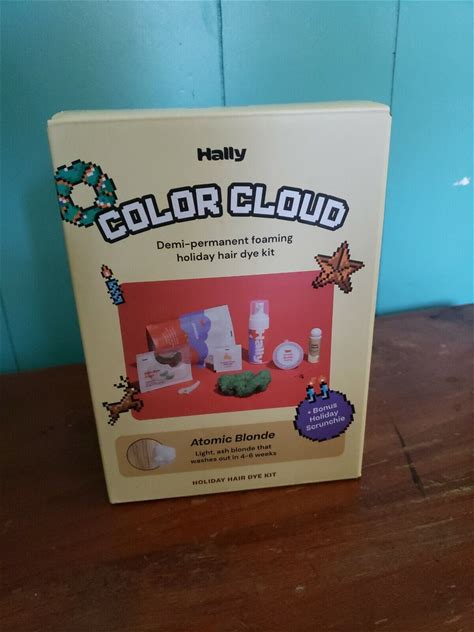 Hally
COLOR CLOUD
Demi-permanent foaming
holiday hair dye kit
Hally
+ Bonus
Holiday
Scrunchie
Atomic Blonde
Light, ash blonde that
washes out in 4-6 weeks
HOLIDAY HAIR DYE KIT